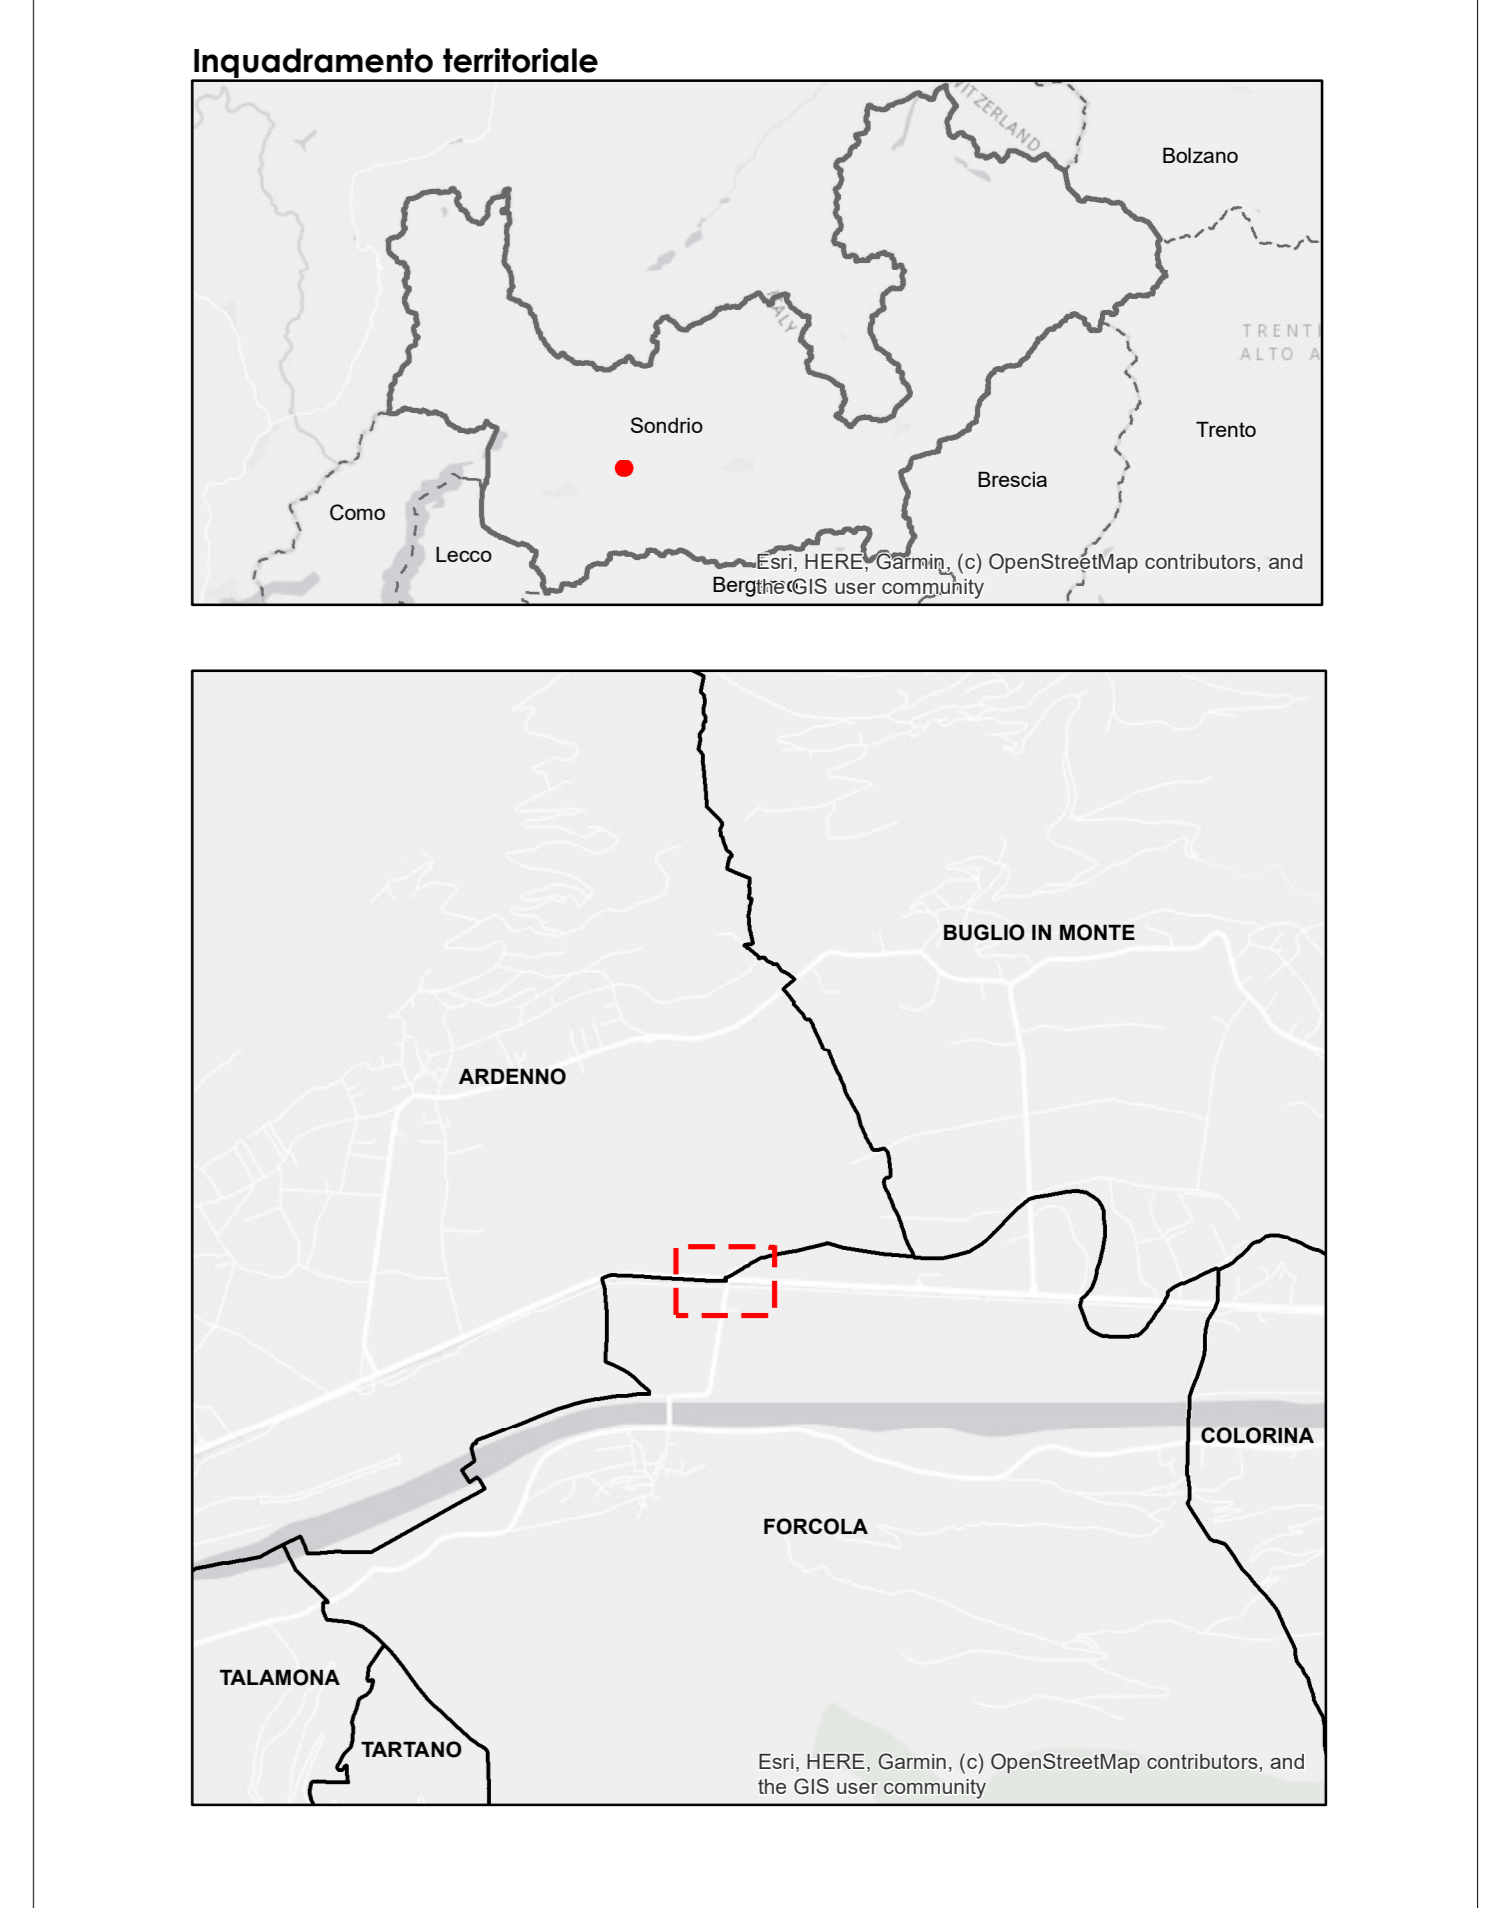 Inquadramento territoriale
WITZERLAND
Bolzano
ITALY
TRENTI
ALTO A
Sondrio
Trento
Brescia
Como
Lecco
Esri, HERE, Garmin, (c) OpenStreetMap contributors, and
the GIS user community
BUGLIO IN MONTE
ARDENNO
COLORINA
FORCOLA
TALAMONA
TARTANO
Esri, HERE, Garmin, (c) OpenStreetMap contributors, and
the GIS user community